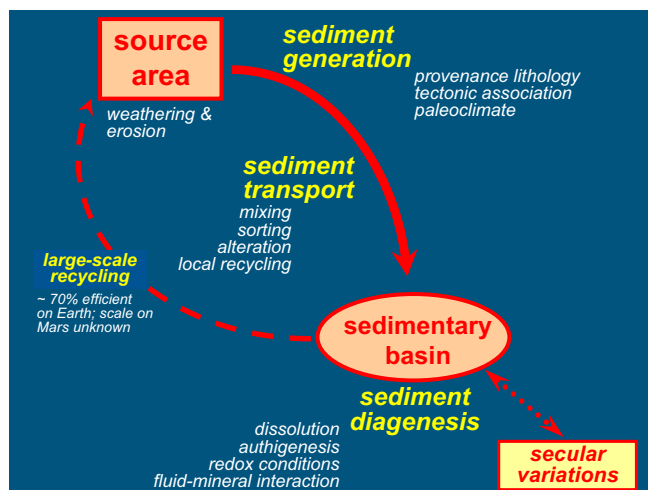 source
area
weathering &
erosion
sediment
generation
provenance lithology
tectonic association
paleoclimate
sediment
transport
mixing
sorting
alteration
local recycling
large-scale
recycling
~ 70% efficient
on Earth; scale on
Mars unknown
sedimentary
basin
sediment
diagenesis
dissolution
authigenesis
redox conditions
fluid-mineral interaction
secular
variations